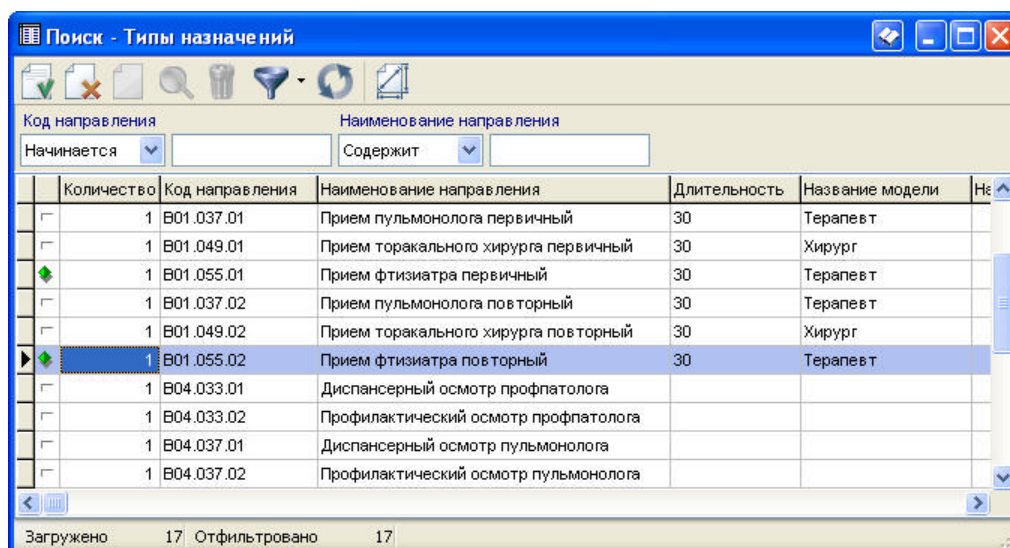 Поиск - Типы назначений
Код направления Наименование направления
Начинается Содержит
Количество Код направления Наименование направления Длительность Название модели На
1 B01.037.01 Прием пульмонолога первичный 30 Терапевт
1 B01.049.01 Прием торакального хирурга первичный 30 Хирург
1 B01.055.01 Прием фтизиатра первичный 30 Терапевт
1 B01.037.02 Прием пульмонолога повторный 30 Терапевт
1 B01.049.02 Прием торакального хирурга повторный 30 Хирург
1 B01.055.02 Прием фтизиатра повторный 30 Терапевт
1 B04.033.01 Диспансерный осмотр профпатолога
1 B04.033.02 Профилактический осмотр профпатолога
1 B04.037.01 Диспансерный осмотр пульмонолога
1 B04.037.02 Профилактический осмотр пульмонолога
Загружено 17 Отфильтровано 17